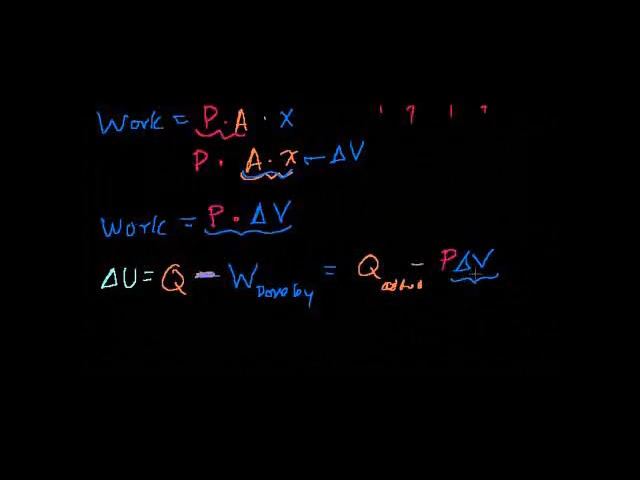 Work = P · A · x
P · A · x ← ΔV
Work = P · ΔV
ΔU = Q - W Done by = Q added - PΔV